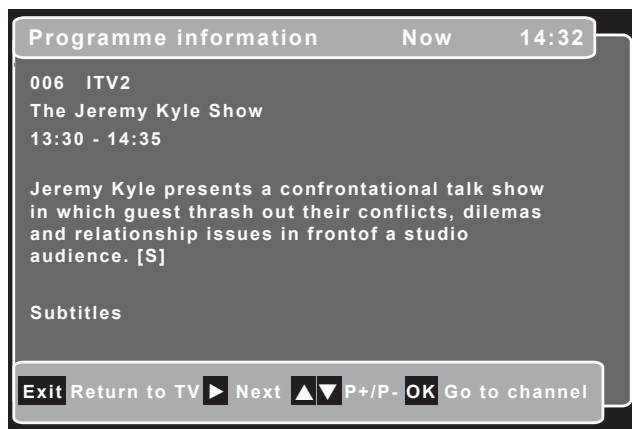 Programme information Now 14:32
006 ITV2
The Jeremy Kyle Show
13:30 - 14:35
Jeremy Kyle presents a confrontational talk show
in which guest thrash out their conflicts, dilemas
and relationship issues in frontof a studio
audience. [S]
Subtitles
Exit Return to TV ▶ Next ▲▼ P+/P- OK Go to channel